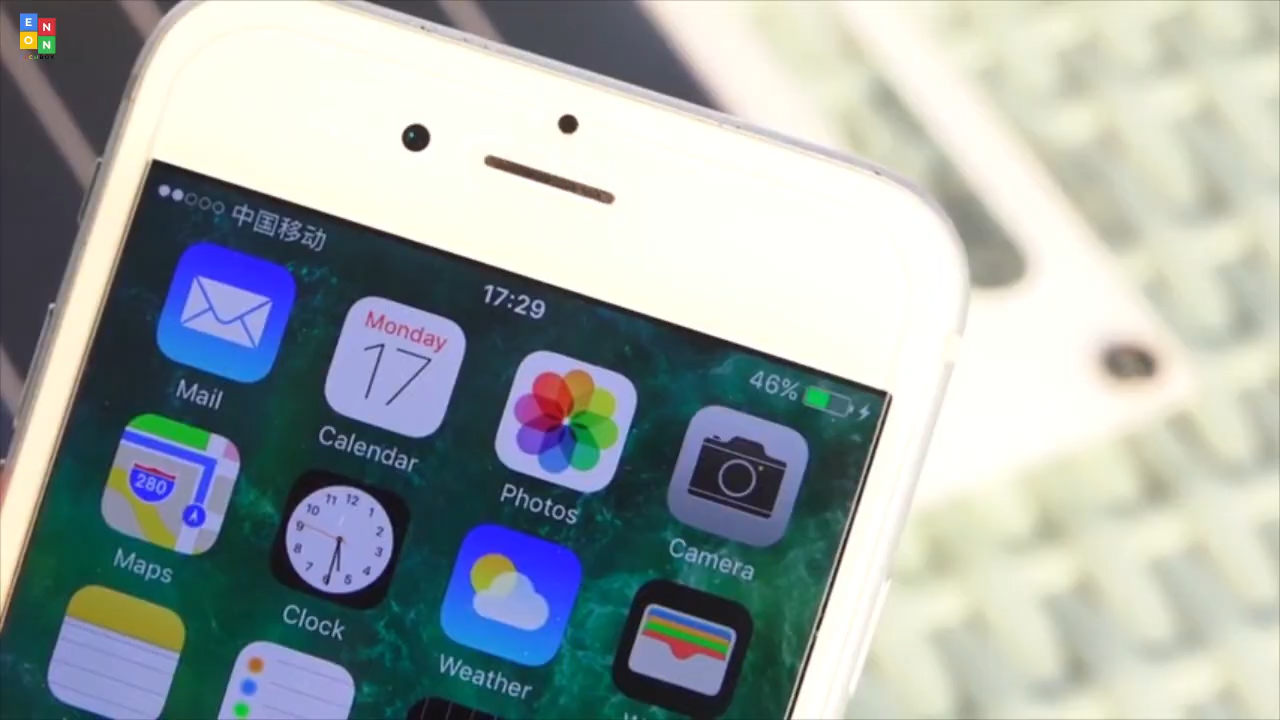 E N
O N
中国移动
17:29
46%
Mail
Monday
17
Calendar
Photos
Camera
280
Maps
12
1
2
3
4
5
6
7
8
9
10
11
Clock
Weather